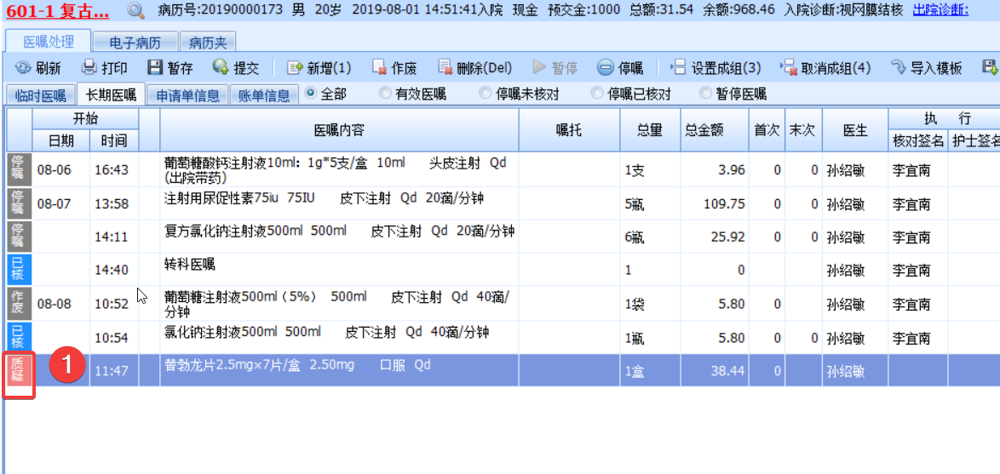 601-1 复古... 病历号:20190000173 男 20岁 2019-08-01 14:51:41入院 现金 预交金:1000 总额:31.54 余额:968.46 入院诊断:视网膜结核 出院诊断:
医嘱处理 电子病历 病历夹
刷新 打印 暂存 提交 新增(1) 作废 删除(Del) 暂停 停嘱 设置成组(3) 取消成组(4) 导入模板
临时医嘱 长期医嘱 申请单信息 账单信息 全部 有效医嘱 停嘱未核对 停嘱已核对 暂停医嘱
开始 医嘱内容 嘱托 总量 总金额 首次 末次 医生 执 行
日期 时间 核对签名 护士签名
停嘱 08-06 16:43 葡萄糖酸钙注射液10ml: 1g*5支/盒 10ml 头皮注射 Qd 1支 3.96 0 0 孙绍敏 李宜南
(出院带药)
停嘱 08-07 13:58 注射用尿促性素75iu 75IU 皮下注射 Qd 20滴/分钟 5瓶 109.75 0 0 孙绍敏 李宜南
停嘱 14:11 复方氯化钠注射液500ml 500ml 皮下注射 Qd 20滴/分钟 6瓶 25.92 0 0 孙绍敏 李宜南
已核 14:40 转科医嘱 1 0 孙绍敏 李宜南
作废 08-08 10:52 葡萄糖注射液500ml（5%） 500ml 皮下注射 Qd 40滴/ 1袋 5.80 0 孙绍敏 李宜南
分钟
已核 10:54 氯化钠注射液500ml 500ml 皮下注射 Qd 40滴/分钟 1瓶 5.80 0 0 孙绍敏 李宜南
质疑 1 11:47 替勃龙片2.5mg×7片/盒 2.50mg 口服 Qd 1盒 38.44 0 孙绍敏